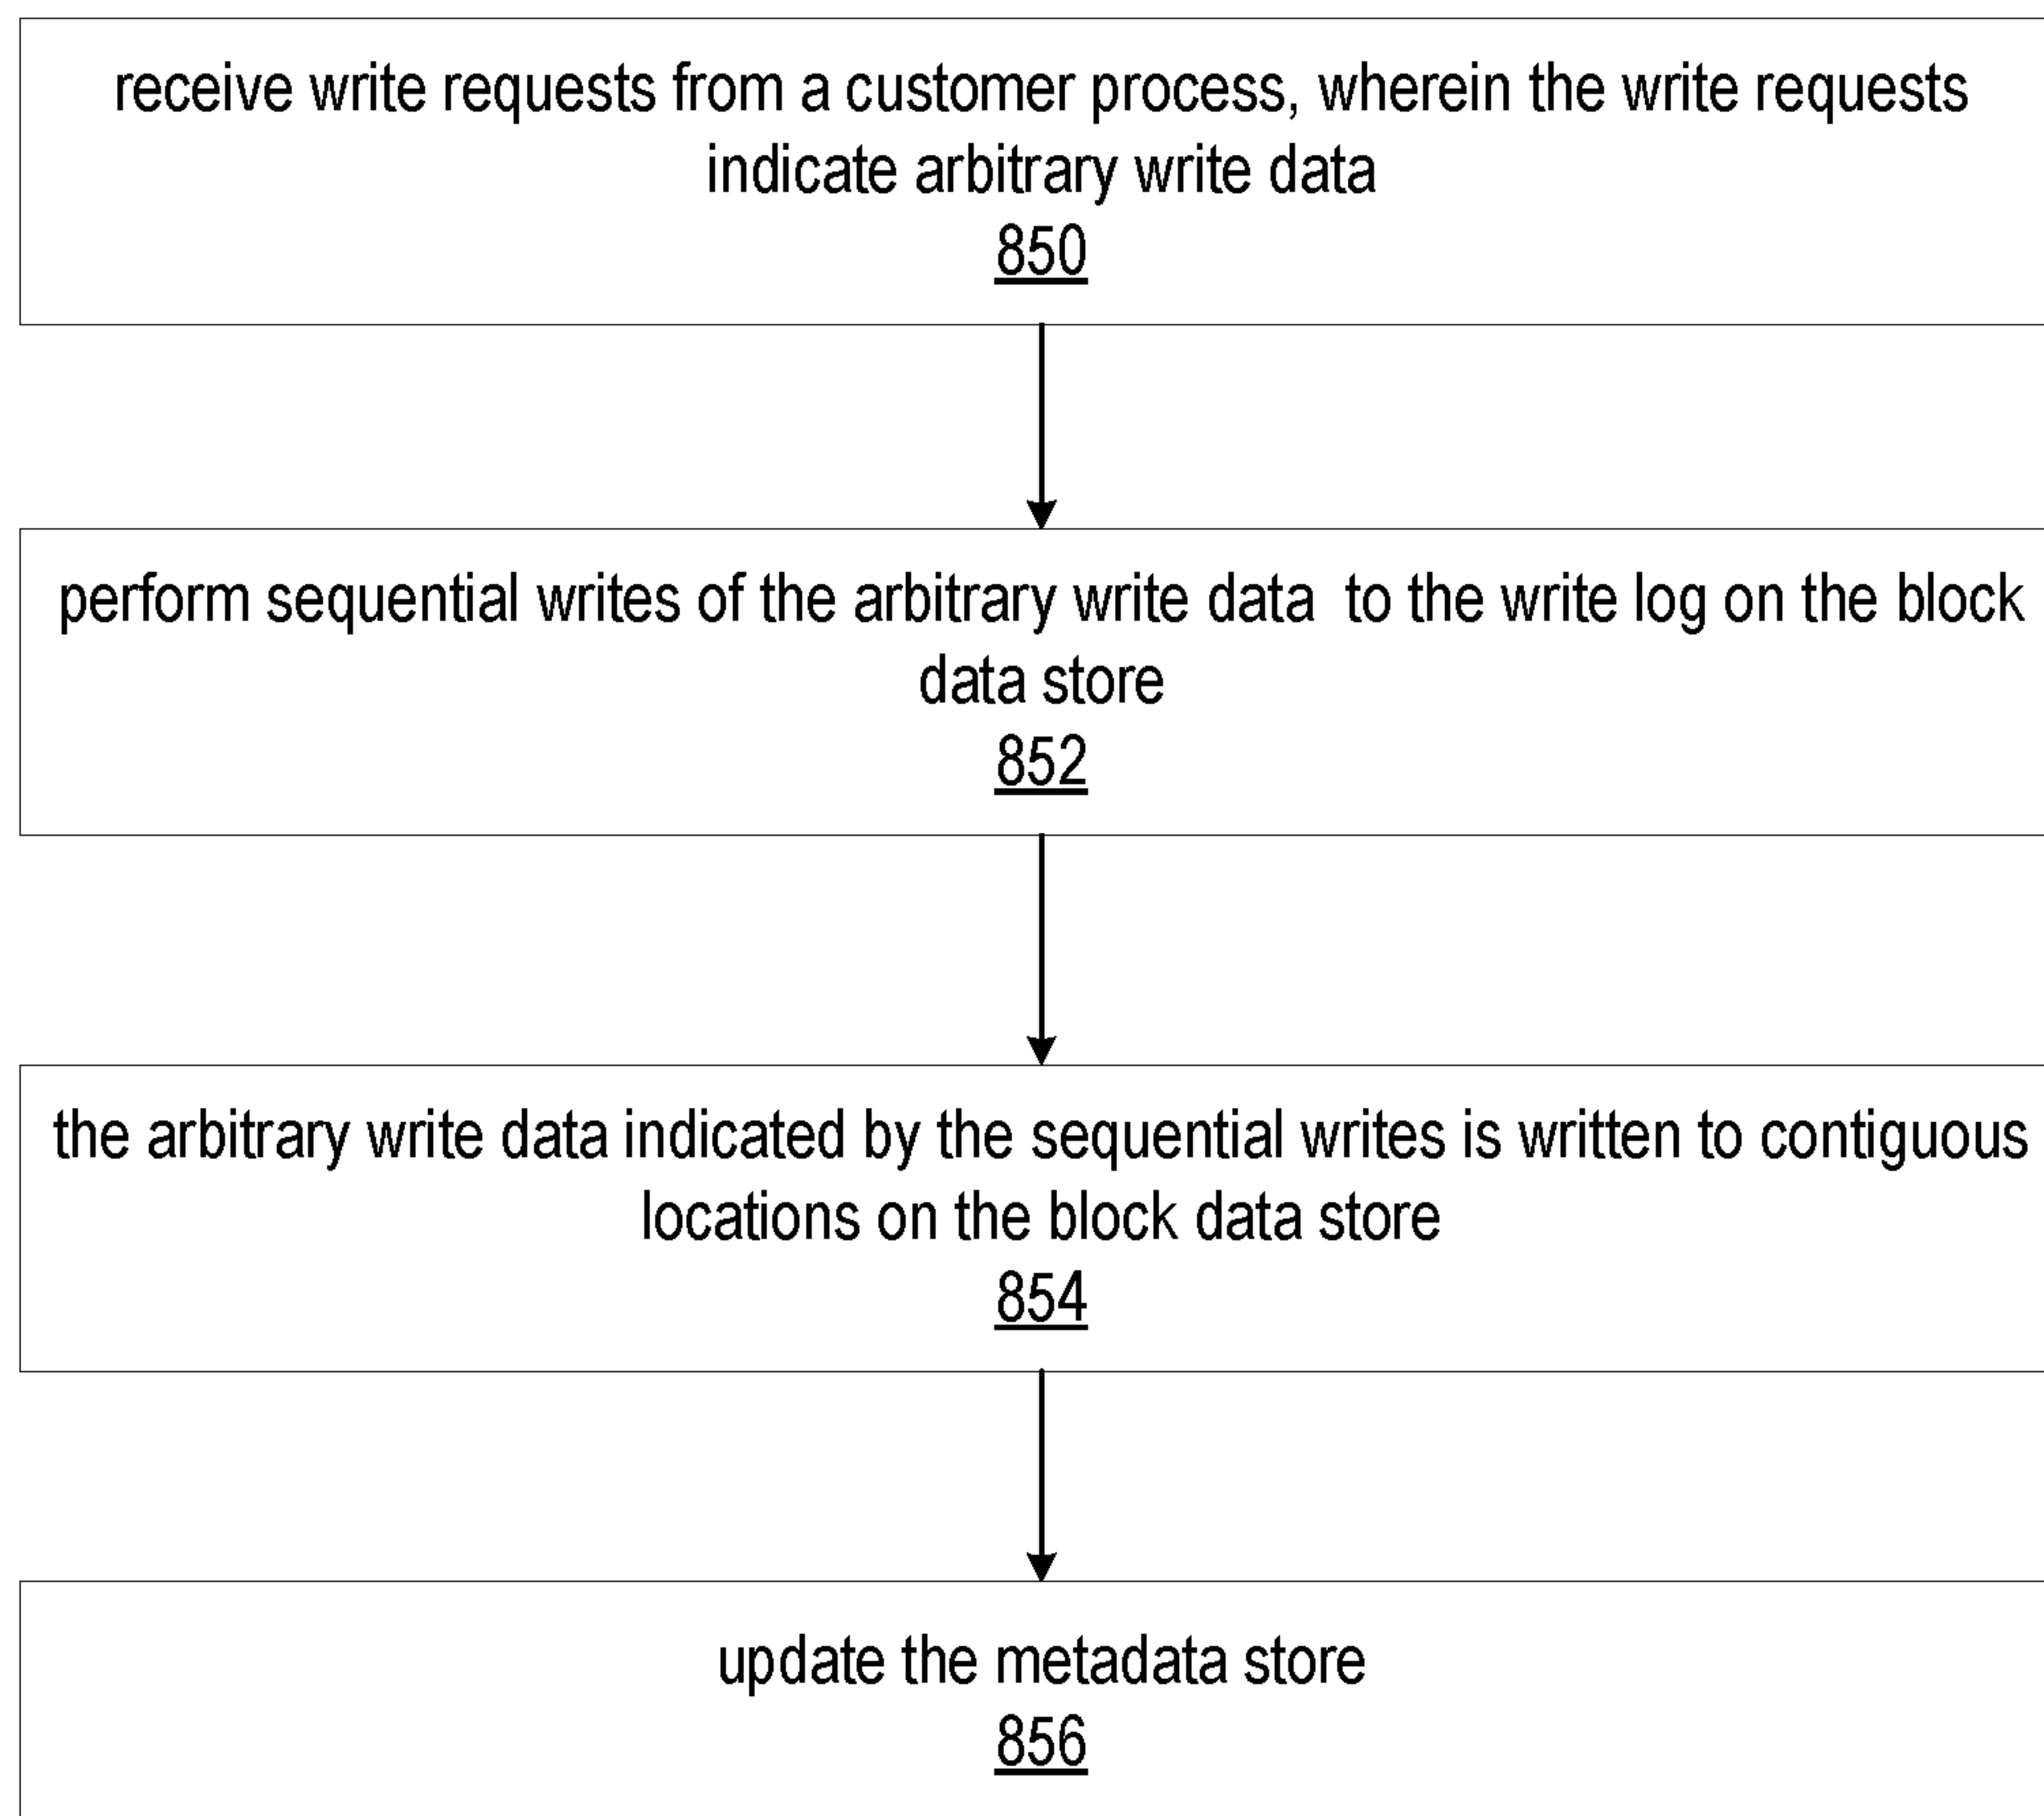 receive write requests from a customer process, wherein the write requests
indicate arbitrary write data
850
perform sequential writes of the arbitrary write data  to the write log on the block
data store
852
the arbitrary write data indicated by the sequential writes is written to contiguous
locations on the block data store
854
update the metadata store
856